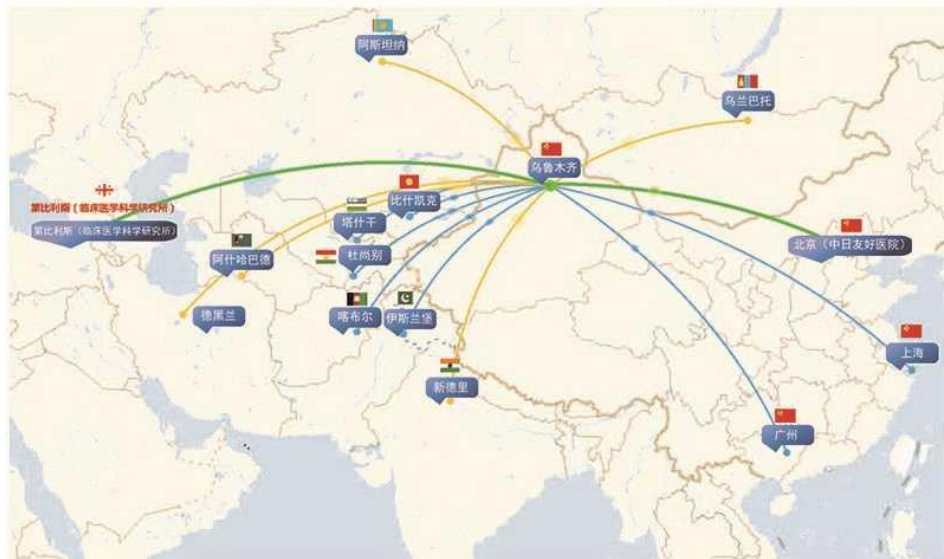 阿斯坦纳
乌兰巴托
乌鲁木齐
比什凯克
第比利斯（临床医学科学研究所）
第比利斯（临床医学科学研究所）
塔什干
北京（中日友好医院）
阿什哈巴德
杜尚别
德黑兰
喀布尔
伊斯兰堡
上海
新德里
广州